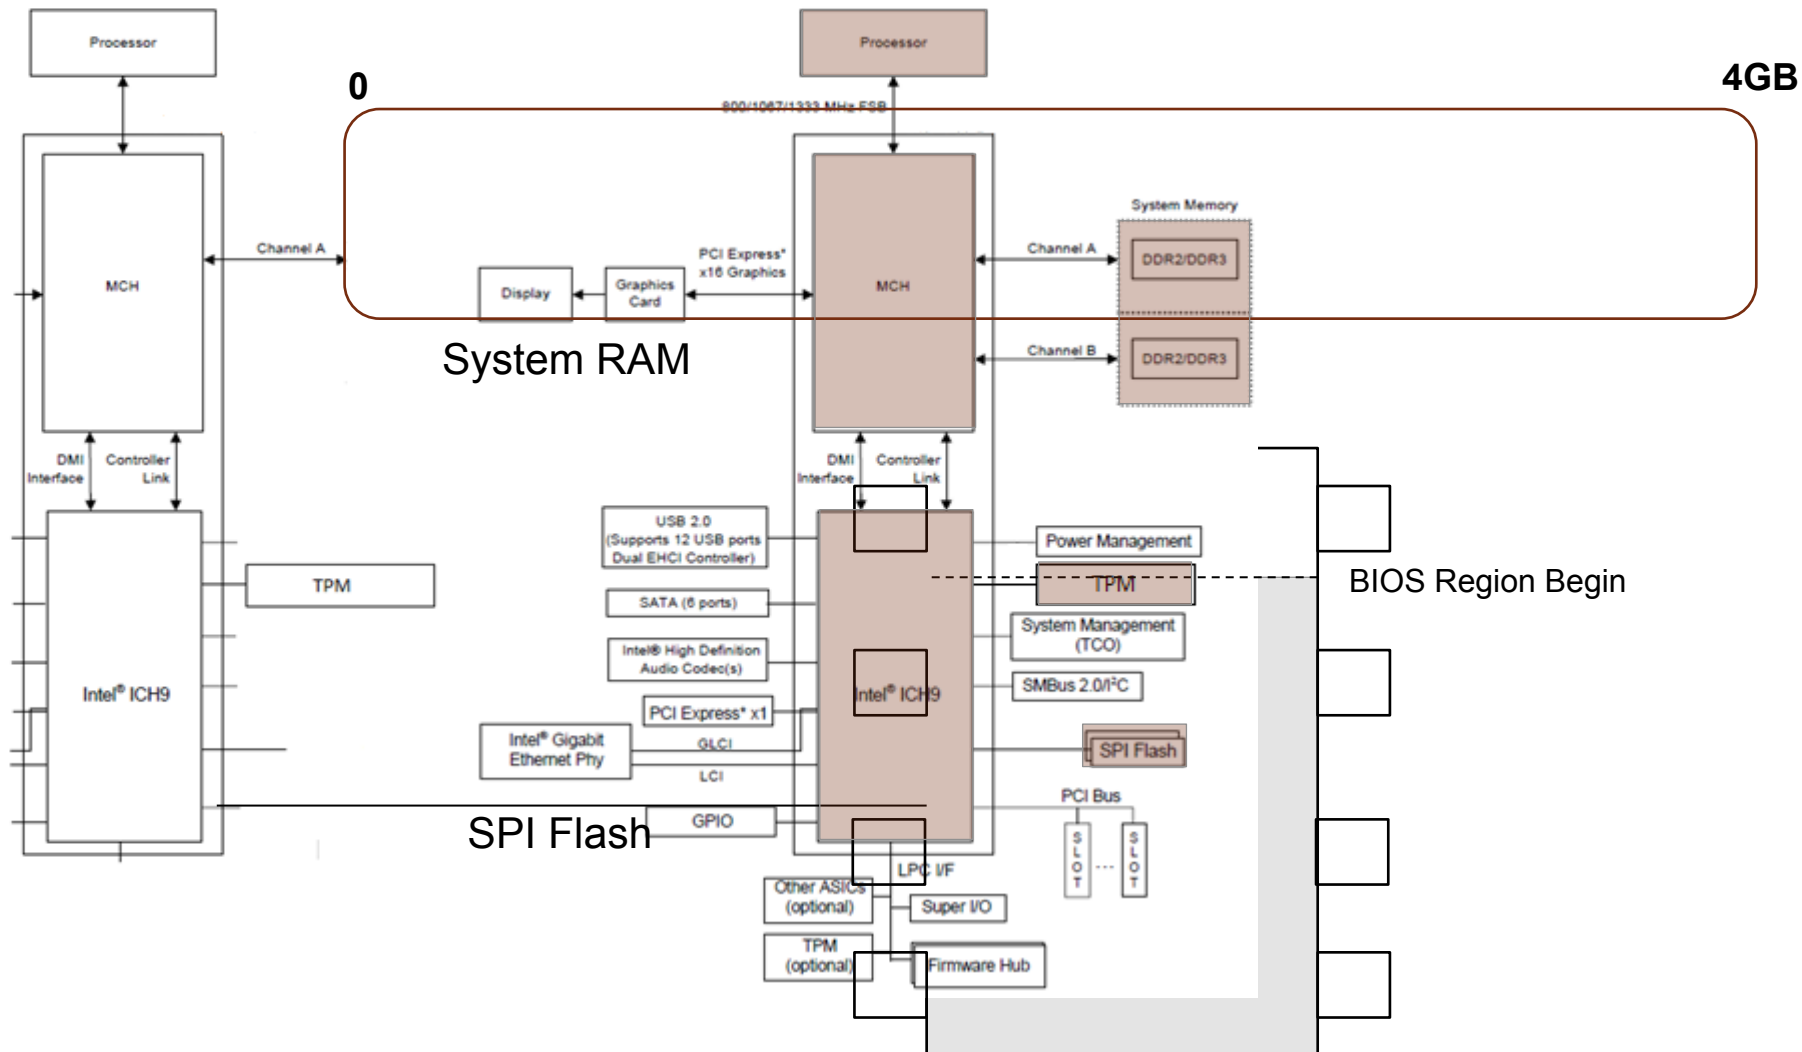 Processor
Processor
0
4GB
800/1067/1333 MHz FSB
System Memory
Channel A
PCI Express*
x16 Graphics
Channel A
DDR2/DDR3
MCH
Display
Graphics
Card
MCH
System RAM
Channel B
DDR2/DDR3
DMI
Interface
Controller
Link
DMI
Interface
Controller
Link
USB 2.0
(Supports 12 USB ports
Dual EHCI Controller)
Power Management
TPM
TPM
BIOS Region Begin
SATA (6 ports)
System Management
(TCO)
Intel® High Definition
Audio Codec(s)
Intel® ICH9
Intel® ICH9
SMBus 2.0/I²C
PCI Express* x1
Intel® Gigabit
Ethernet Phy
GLCI
LCI
SPI Flash
PCI Bus
SPI Flash
GPIO
SLOT
....
SLOT
LPC I/F
Other ASICs
(optional)
Super I/O
TPM
(optional)
Firmware Hub